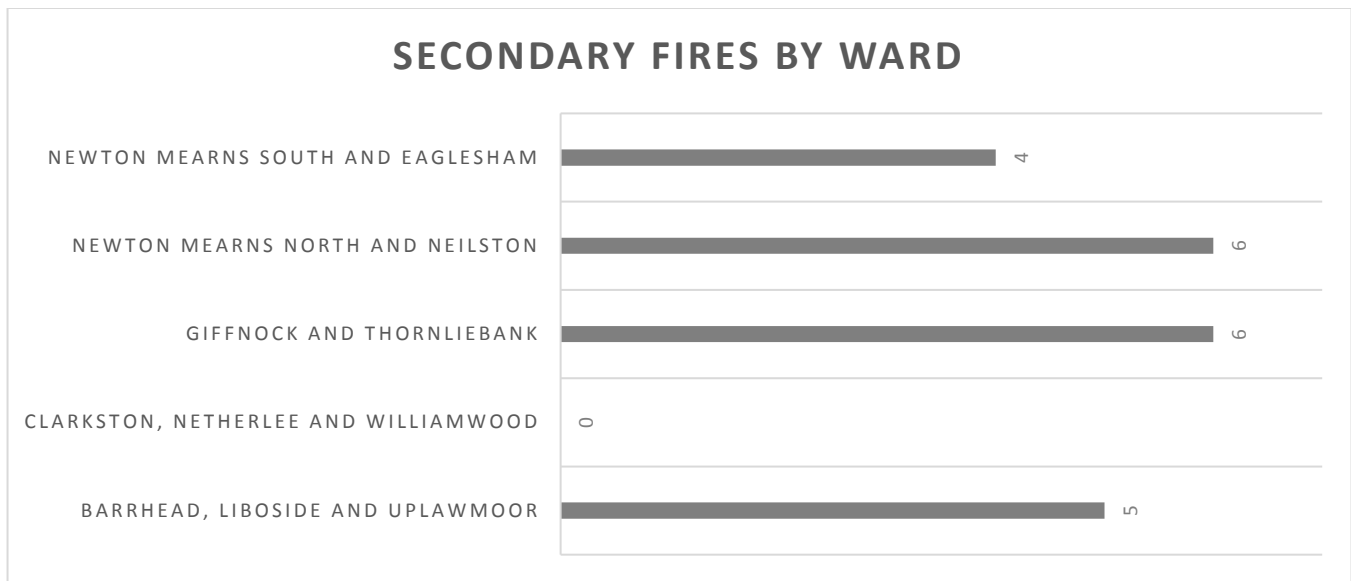 SECONDARY FIRES BY WARD
NEWTON MEARNS SOUTH AND EAGLESHAM
4
NEWTON MEARNS NORTH AND NEILSTON
6
GIFFNOCK AND THORNLIEBANK
6
CLARKSTON, NETHERLEE AND WILLIAMWOOD
0
BARRHEAD, LIBOSIDE AND UPLAWMOOR
5